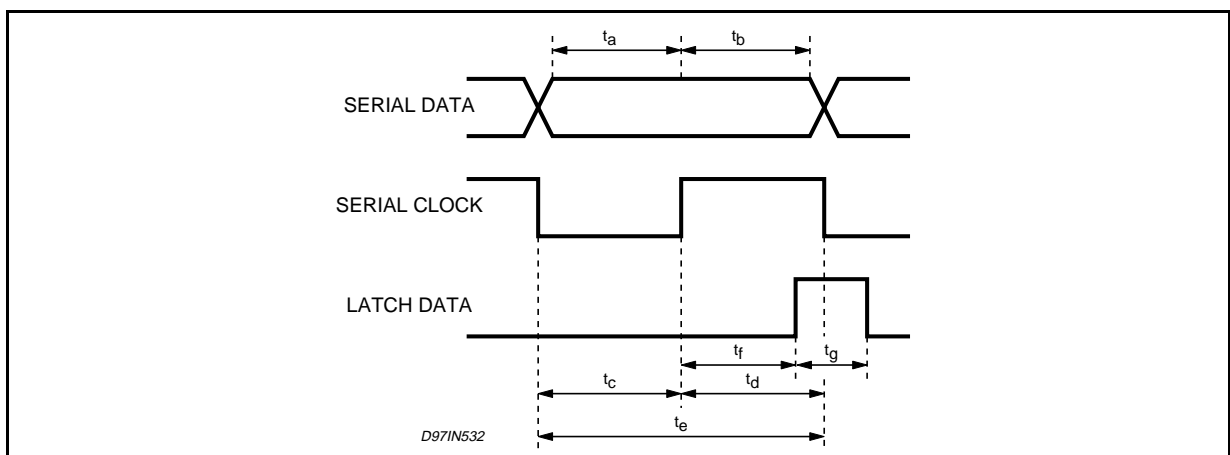 ta tb
SERIAL DATA
SERIAL CLOCK
LATCH DATA
tf tg
tc td
te
D97IN532